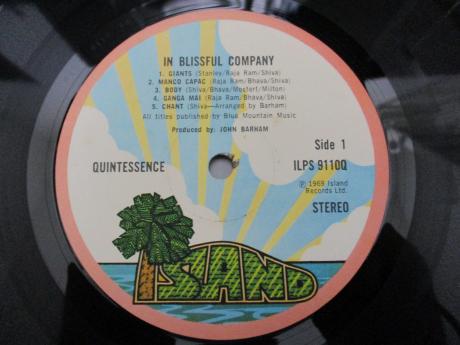 IN BLISSFUL COMPANY
1. GIANTS (Stanley/Raja Ram/Shiva)
2. MANCO CAPAC (Raja Ram/Bhava/Shiva)
3. BODY (Shiva/Bhava/Mostert/Milton)
4. GANGA MAI (Raja Ram/Bhava/Shiva)
5. CHANT (Shiva—Arranged by Barham)
All titles published by Blue Mountain Music
Produced by: JOHN BARHAM
Side 1
QUINTESSENCE
ILPS 9110Q
℗ 1969 Island
Records Ltd.
STEREO
ISLAND